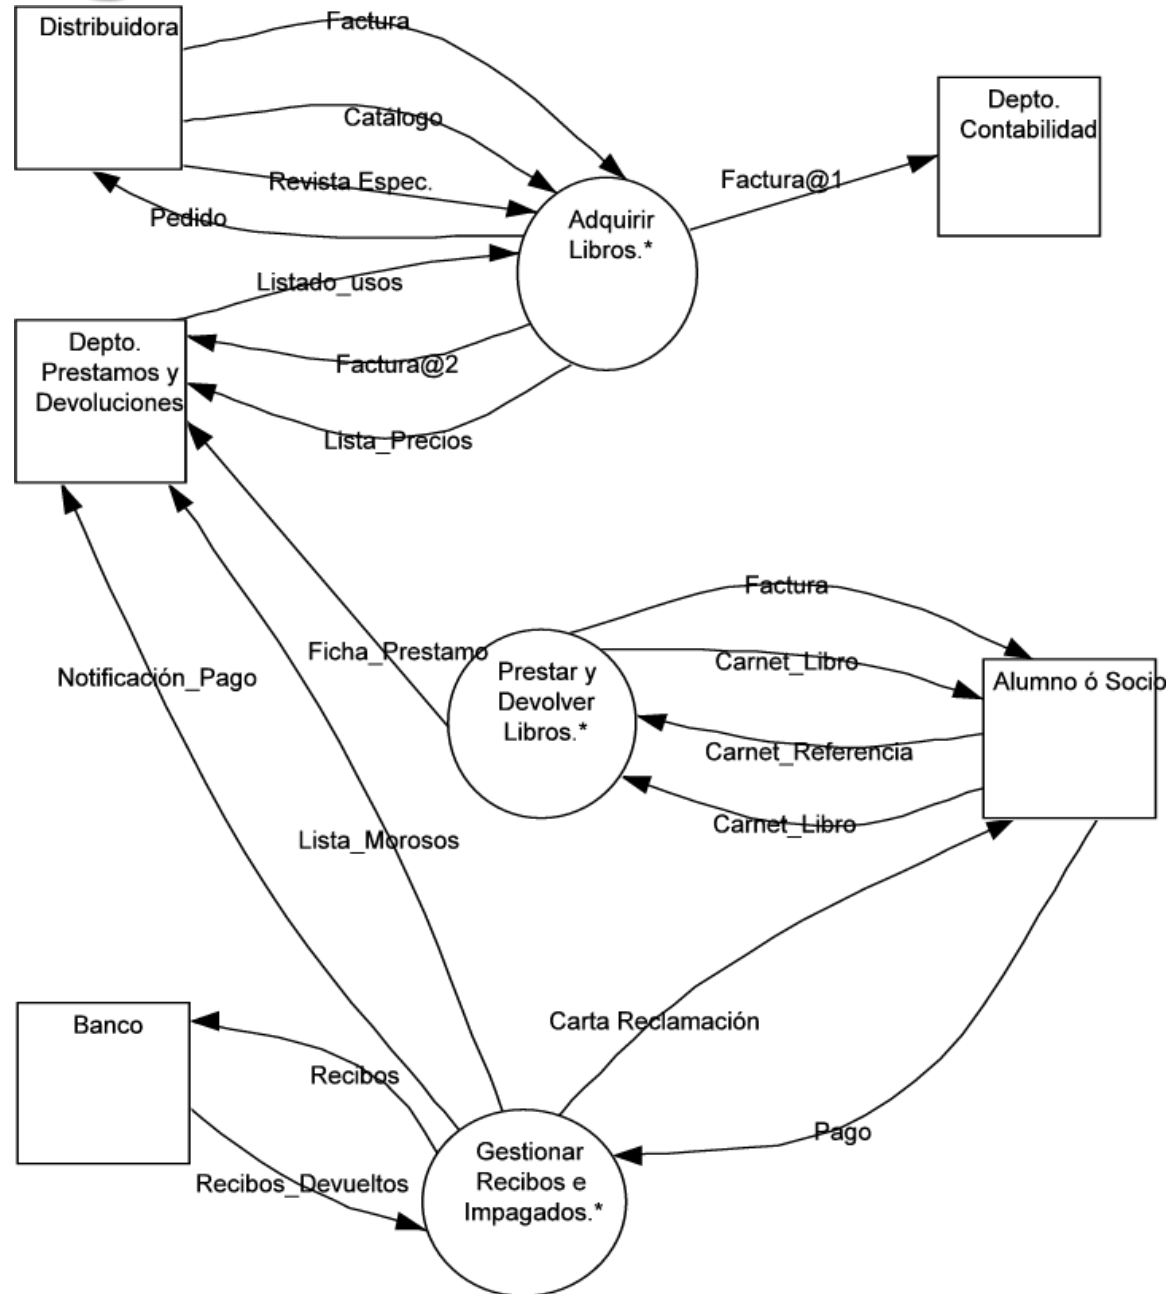 Distribuidora
Factura
Catálogo
Revista Espec.
Pedido
Adquirir
Libros.*
Factura@1
Depto.
Contabilidad
Listado_usos
Depto.
Prestamos y
Devoluciones
Factura@2
Lista_Precios
Factura
Ficha_Prestamo
Prestar y
Devolver
Libros.*
Carnet_Libro
Alumno ó Socio
Notificación_Pago
Carnet_Referencia
Carnet_Libro
Lista_Morosos
Banco
Carta Reclamación
Recibos
Pago
Recibos_Devueltos
Gestionar
Recibos e
Impagados.*